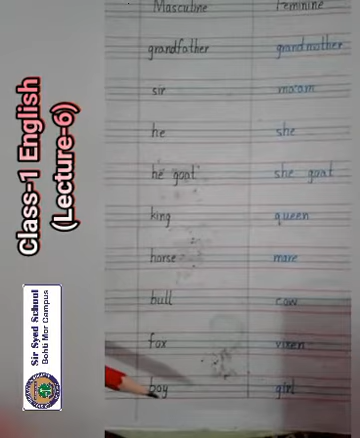 Class-1 English
(Lecture-6)
Sir Syed School
Bohti Mor Campus
Masculine Feminine
grandfather grandmother
sir ma'am
he she
he goat she goat
king queen
horse mare
bull cow
fox vixen
boy girl